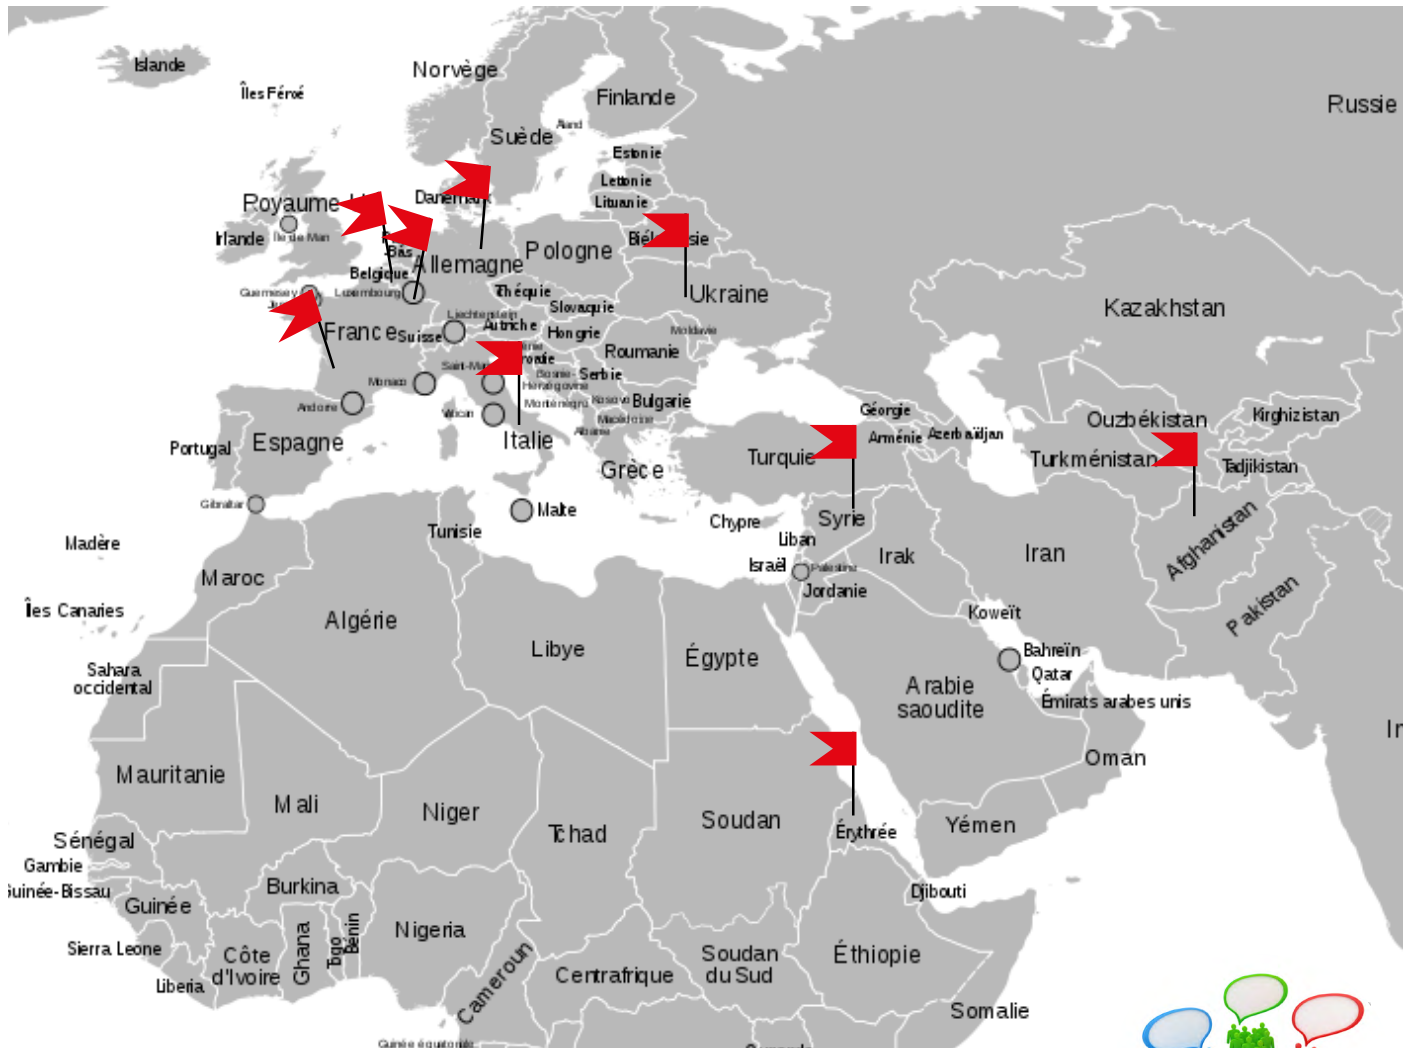 Islande
Îles Féroé
Norvège
Finlande
Russie
Suède
Åland
Estonie
Lettonie
Lituanie
Danemark
Royaume
Irlande
Île de Man
Bas
Pologne
Belgique
Allemagne
Guernesey
Luxembourg
Tchéquie
Ukraine
Kazakhstan
Slovaquie
Liechtenstein
Autriche
France
Suisse
Hongrie
Moldavie
Roumanie
Bosnie-
Herzégovine
Serbie
Monaco
Andorre
Monténégro
Kosovo
Bulgarie
Macédoine
Albanie
Vatican
Italie
Géorgie
Arménie
Azerbaïdjan
Ouzbékistan
Kirghizistan
Portugal
Espagne
Turquie
Turkménistan
Tadjikistan
Grèce
Gibraltar
Malte
Tunisie
Chypre
Syrie
Liban
Israël
Palestine
Jordanie
Irak
Iran
Afghanistan
Pakistan
Madère
Maroc
Îles Canaries
Algérie
Libye
Égypte
Koweït
Bahreïn
Qatar
Émirats arabes unis
Arabie
saoudite
Oman
Sahara
occidental
Mauritanie
Mali
Niger
Tchad
Soudan
Érythrée
Yémen
Sénégal
Gambie
Guinée-Bissau
Guinée
Burkina
Djibouti
Sierra Leone
Liberia
Côte
d'Ivoire
Ghana
Togo
Bénin
Nigeria
Cameroun
Centrafrique
Soudan
du Sud
Éthiopie
Somalie
Guinée équatoriale